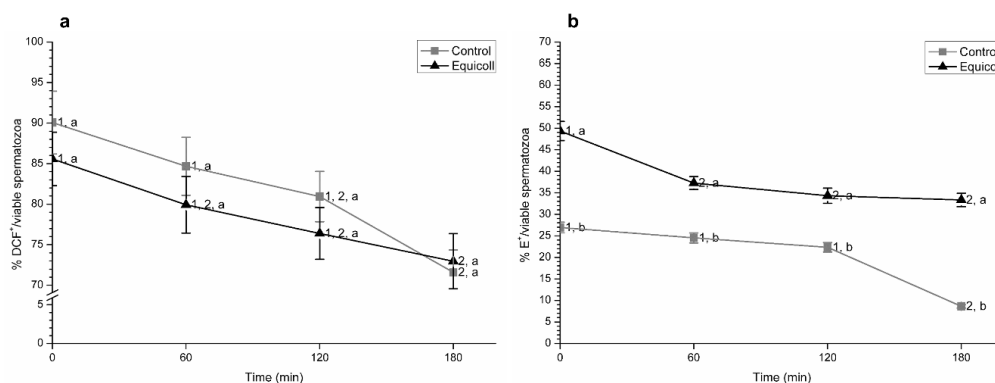 a
Control
Equicoll
% DCF+/viable spermatozoa
100
95
90
85
80
75
70
5
0
1, a
1, a
1, a
1, 2, a
1, 2, a
1, 2, a
2, a
2, a
0 60 120 180
Time (min)
b
Control
Equicoll
% E+/viable spermatozoa
70
65
60
55
50
45
40
35
30
25
20
15
10
5
0
1, a
2, a
2, a
2, a
1, b
1, b
1, b
2, b
0 60 120 180
Time (min)